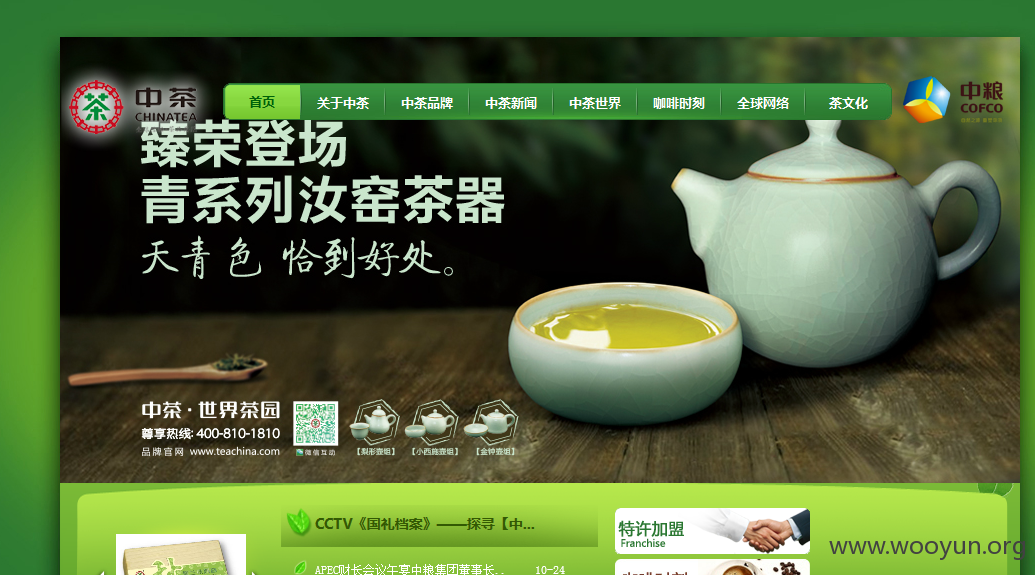 中茶
CHINATEA
首页 关于中茶 中茶品牌 中茶新闻 中茶世界 咖啡时刻 全球网络 茶文化
中粮
COFCO
臻荣登场
青系列汝窑茶器
天青色 恰到好处。
中茶·世界茶园
尊享热线: 400-810-1810
品牌官网 www.teachina.com
微信互动
【梨形壶组】 【小西施壶组】 【金钟壶组】
CCTV《国礼档案》——探寻【中...
APEC财长会议午宴中粮集团董事长.. 10-24
特许加盟
Franchise
www.wooyun.org